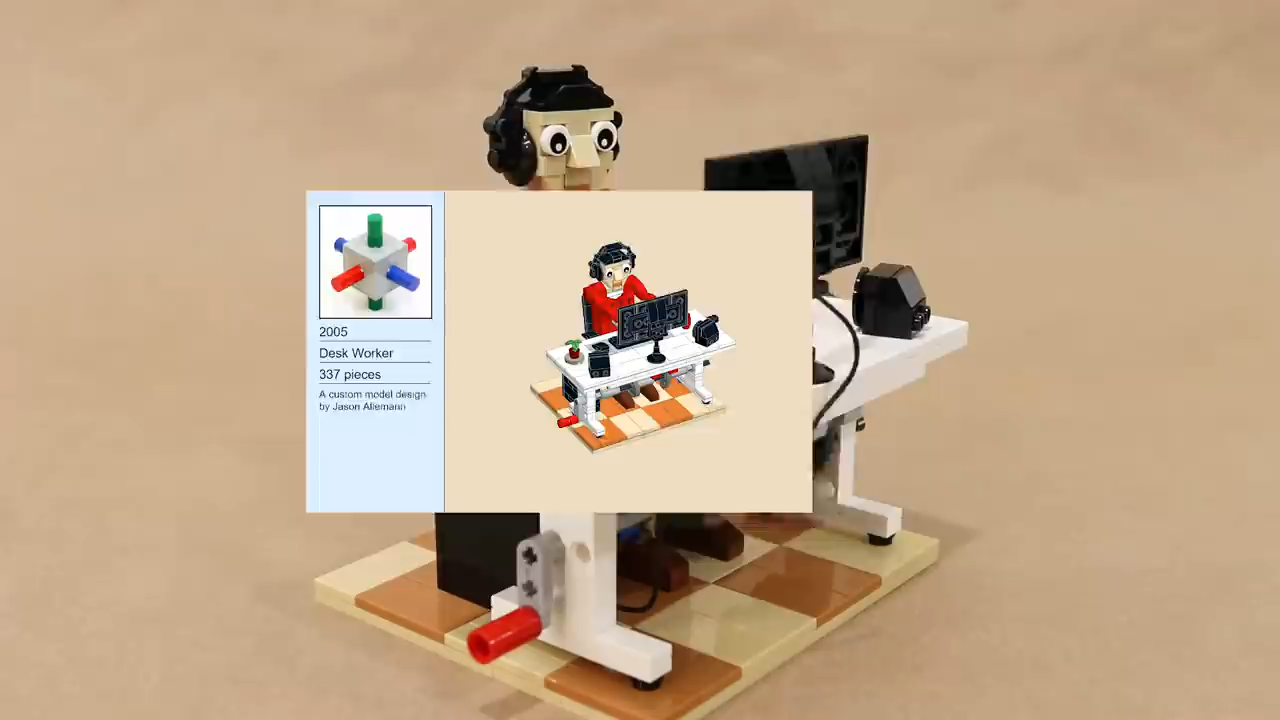 2005
Desk Worker
337 pieces
A custom model design
by Jason Allemann